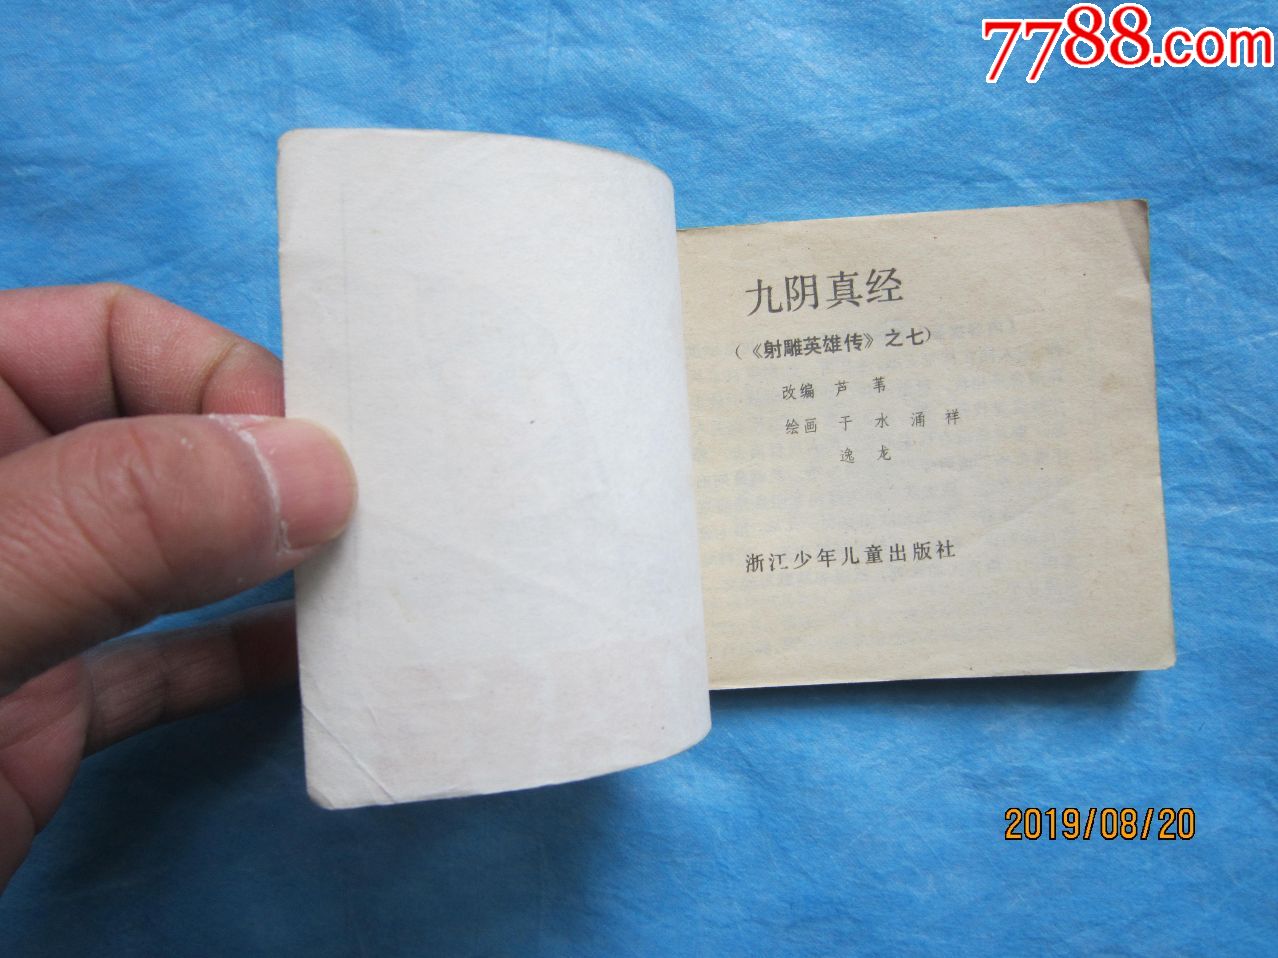 7788.com
九阴真经
(《射雕英雄传》之七)
改编 芦 苇
绘画 于 水 涌 祥
逸 龙
浙江少年儿童出版社
2019/08/20